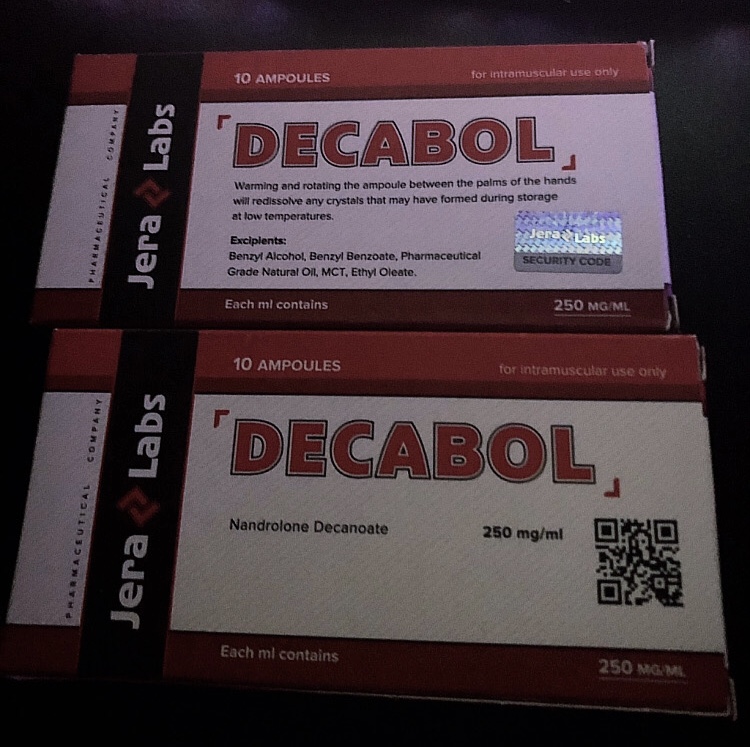 10 AMPOULES
for intramuscular use only
PHARMACEUTICAL COMPANY
Jera Labs
DECABOL
Warming and rotating the ampoule between the palms of the hands
will redissolve any crystals that may have formed during storage
at low temperatures.
Excipients:
Benzyl Alcohol, Benzyl Benzoate, Pharmaceutical
Grade Natural Oil, MCT, Ethyl Oleate.
Jera Labs
SECURITY CODE
Each ml contains
250 MG/ML
10 AMPOULES
for intramuscular use only
PHARMACEUTICAL COMPANY
Jera Labs
DECABOL
Nandrolone Decanoate
250 mg/ml
Each ml contains
250 MG/ML